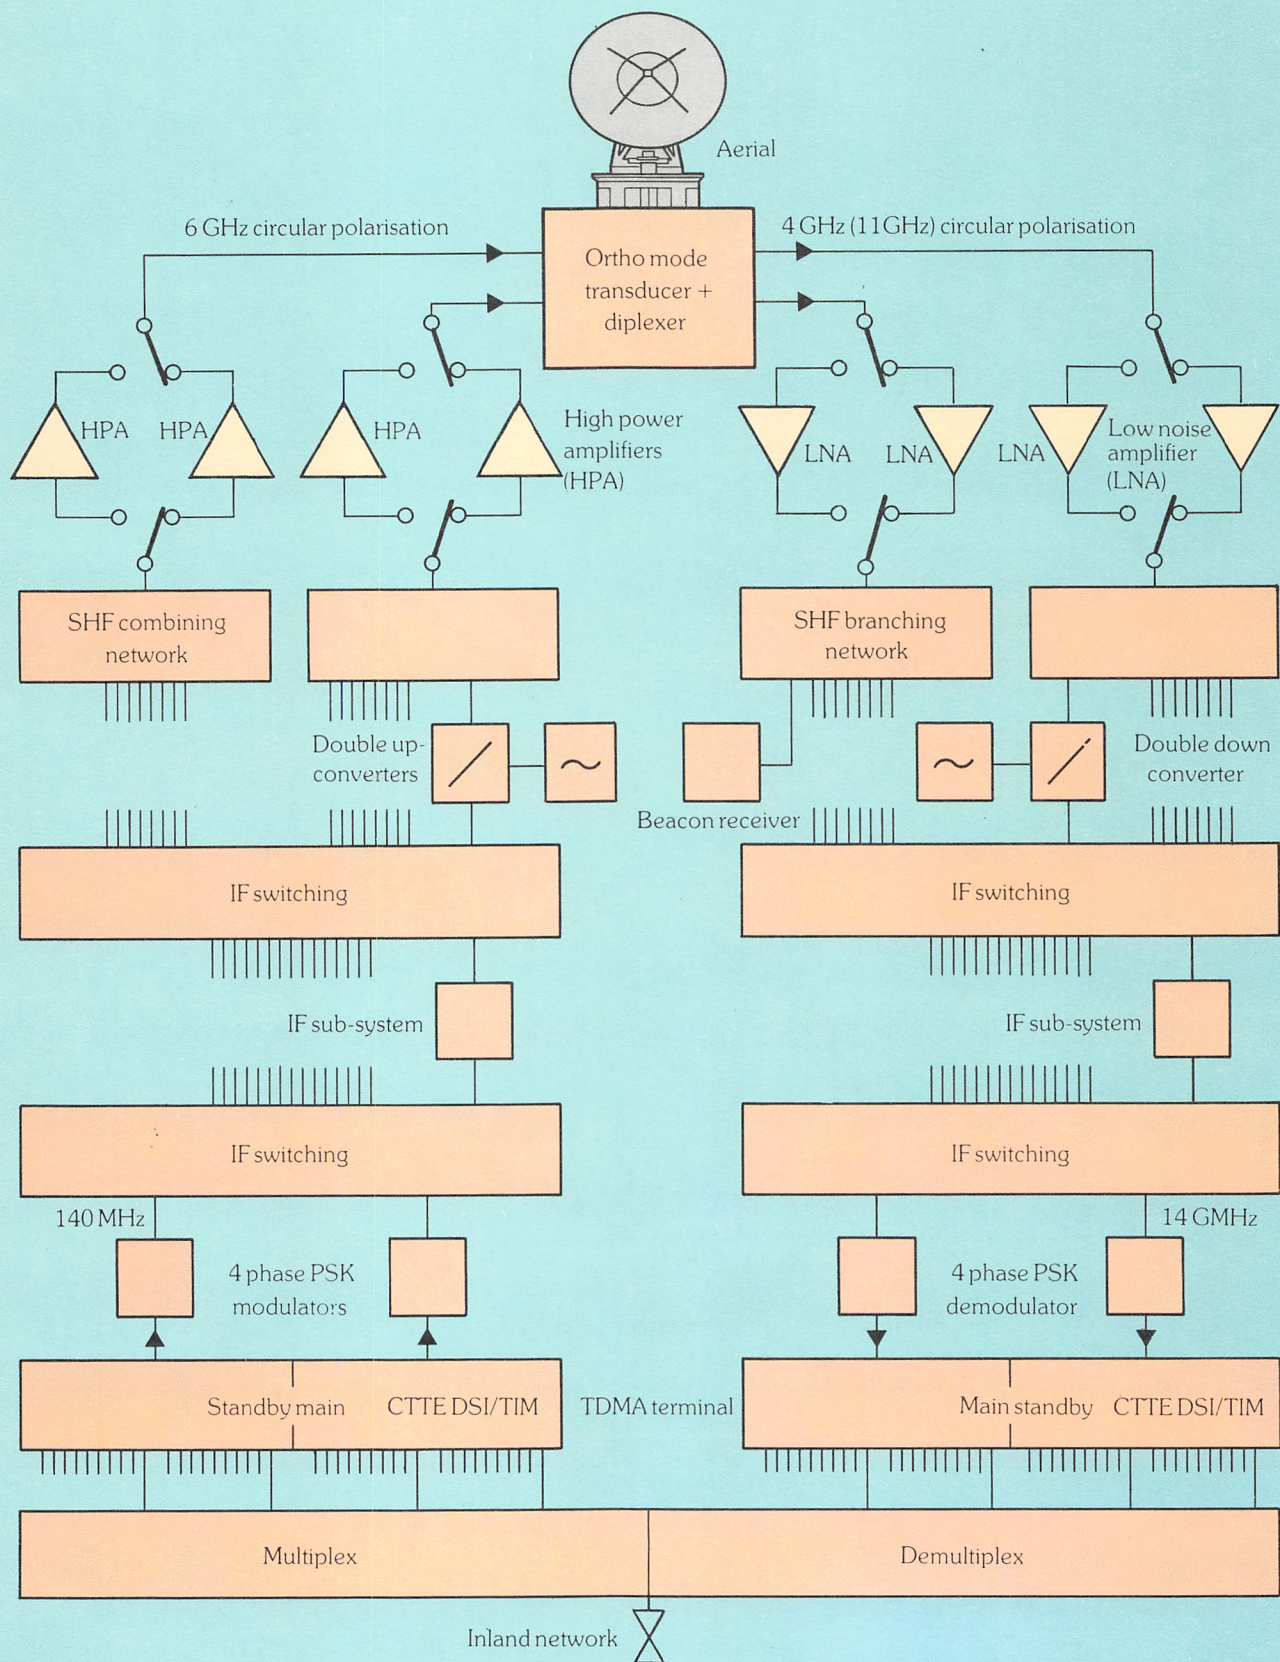 Aerial
6 GHz circular polarisation
4 GHz (11GHz) circular polarisation
Ortho mode
transducer +
diplexer
HPA
HPA
HPA
High power
amplifiers
(HPA)
LNA
LNA
LNA
Low noise
amplifier
(LNA)
SHF combining
network
SHF branching
network
Double up-
converters
Beacon receiver
Double down
converter
IF switching
IF switching
IF sub-system
IF sub-system
IF switching
IF switching
140 MHz
14 GMHz
4 phase PSK
modulators
4 phase PSK
demodulator
Standby main
CTTE DSI/TIM
TDMA terminal
Main standby
CTTE DSI/TIM
Multiplex
Demultiplex
Inland network